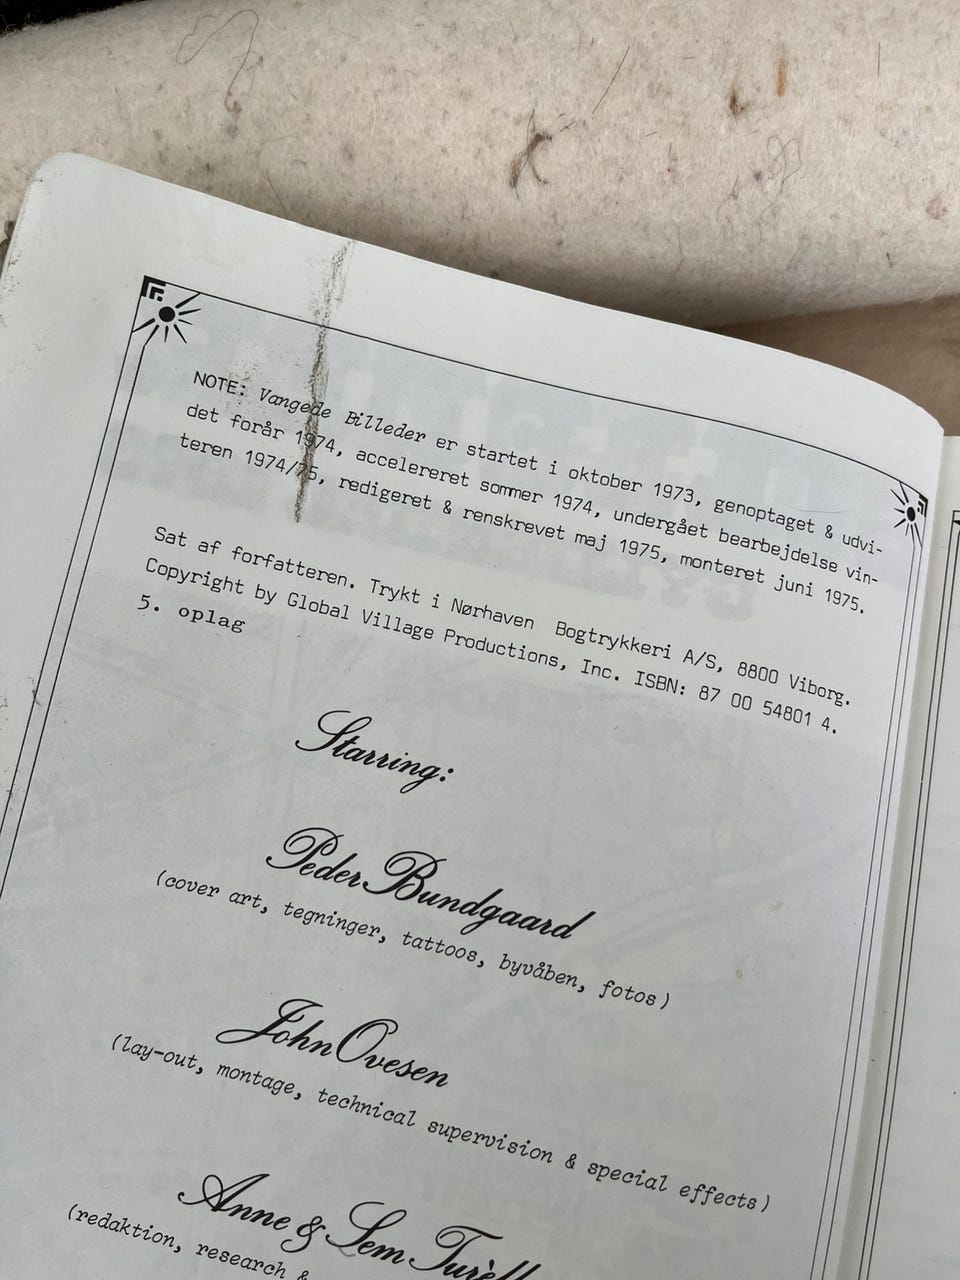 NOTE: Vangede Billeder er startet i oktober 1973, genoptaget & udvi-
det forår 1974, accelereret sommer 1974, undergået bearbejdelse vin-
teren 1974/75, redigeret & renskrevet maj 1975, monteret juni 1975.
Sat af forfatteren. Trykt i Nørhaven Bogtrykkeri A/S, 8800 Viborg.
Copyright by Global Village Productions, Inc. ISBN: 87 00 54801 4.
5. oplag
Starring:
Peder Bundgaard
(cover art, tegninger, tattoos, byvåben, fotos)
John Ovesen
(lay-out, montage, technical supervision & special effects)
Anne & Sem Turèll
(redaktion, research &